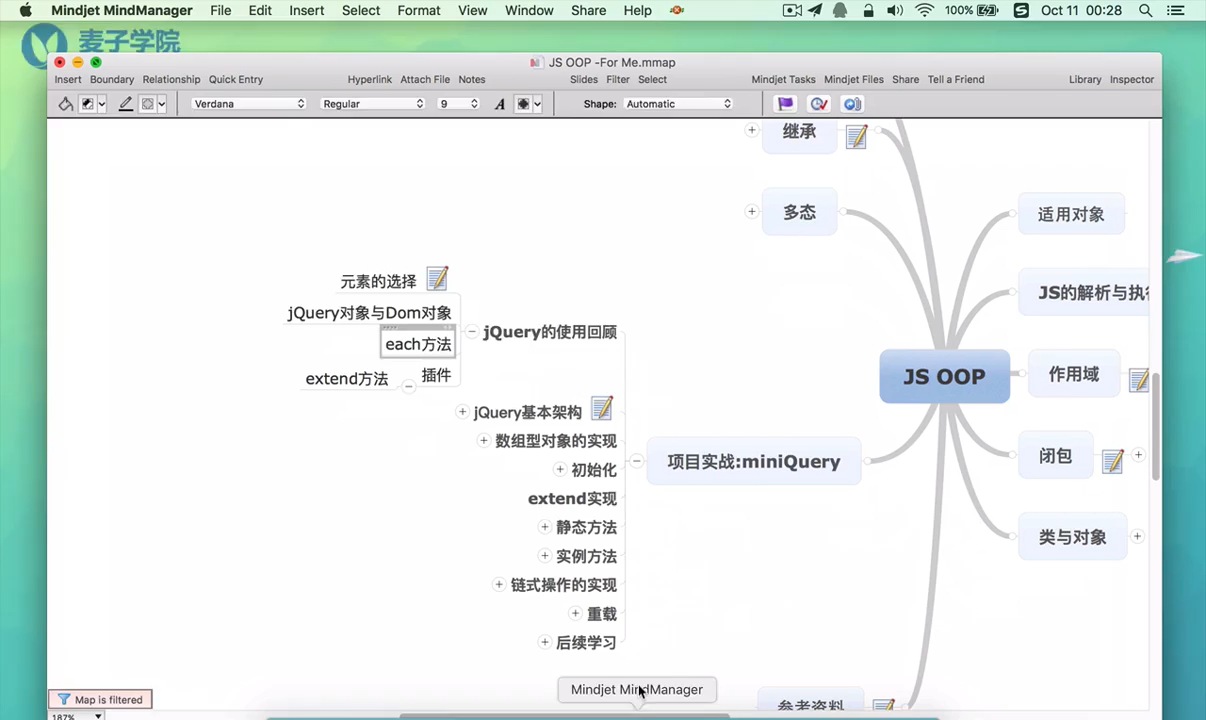 Mindjet MindManager File Edit Insert Select Format View Window Share Help 100% Oct 11 00:28
麦子学院
JS OOP -For Me.mmap
Insert Boundary Relationship Quick Entry Hyperlink Attach File Notes Slides Filter Select Mindjet Tasks Mindjet Files Share Tell a Friend Library Inspector
Verdana Regular 9 A Shape: Automatic
继承
多态
适用对象
元素的选择
JS的解析与执行
jQuery对象与Dom对象
jQuery的使用回顾
each方法
extend方法
插件
JS OOP
作用域
jQuery基本架构
数组型对象的实现
闭包
项目实战:miniQuery
初始化
extend实现
静态方法
类与对象
实例方法
链式操作的实现
重载
后续学习
Mindjet MindManager
Map is filtered
参考资料
187%